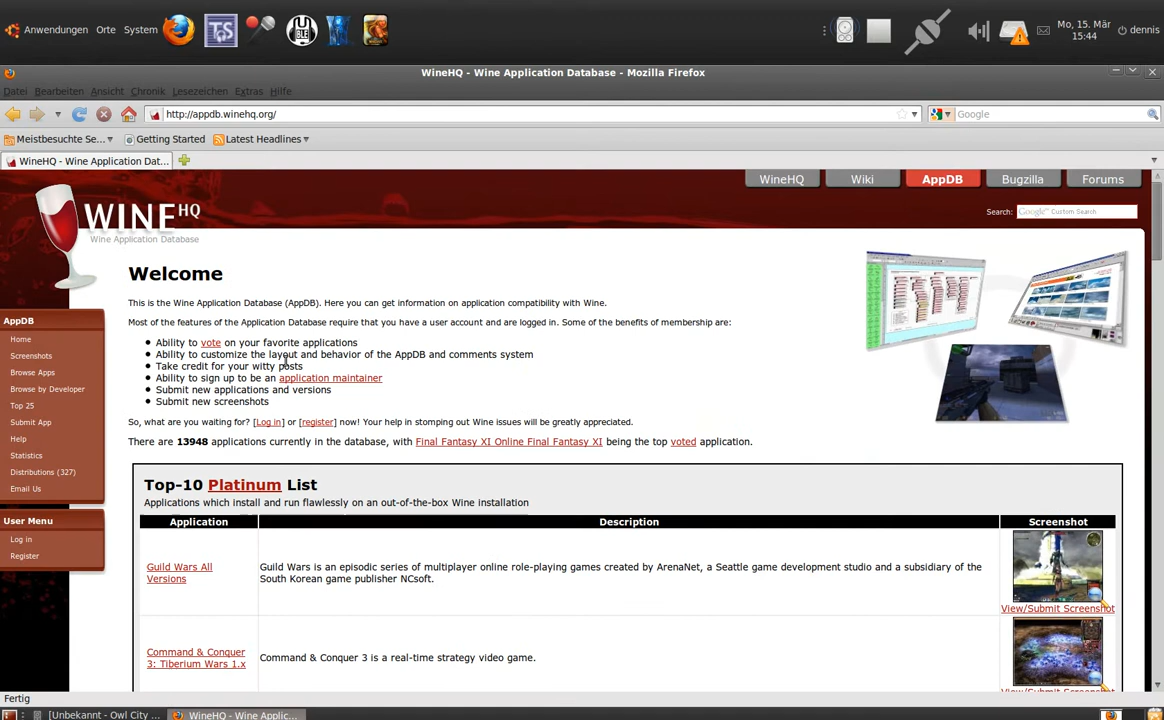 Anwendungen Orte System
Mo, 15. Mär
15:44
dennis
WineHQ - Wine Application Database - Mozilla Firefox
Datei Bearbeiten Ansicht Chronik Lesezeichen Extras Hilfe
http://appdb.winehq.org/
Google
Meistbesuchte Se... Getting Started Latest Headlines
WineHQ - Wine Application Dat...
WineHQ Wiki AppDB Bugzilla Forums
WINE HQ
Wine Application Database
Search: Google™ Custom Search
Welcome
This is the Wine Application Database (AppDB). Here you can get information on application compatibility with Wine.
Most of the features of the Application Database require that you have a user account and are logged in. Some of the benefits of membership are:
Ability to vote on your favorite applications
Ability to customize the layout and behavior of the AppDB and comments system
Take credit for your witty posts
Ability to sign up to be an application maintainer
Submit new applications and versions
Submit new screenshots
So, what are you waiting for? [Log in] or [register] now! Your help in stomping out Wine issues will be greatly appreciated.
There are 13948 applications currently in the database, with Final Fantasy XI Online Final Fantasy XI being the top voted application.
AppDB
Home
Screenshots
Browse Apps
Browse by Developer
Top 25
Submit App
Help
Statistics
Distributions (327)
Email Us
User Menu
Log in
Register
Top-10 Platinum List
Applications which install and run flawlessly on an out-of-the-box Wine installation
Application Description Screenshot
Guild Wars All Versions
Guild Wars is an episodic series of multiplayer online role-playing games created by ArenaNet, a Seattle game development studio and a subsidiary of the
South Korean game publisher NCsoft.
View/Submit Screenshot
Command & Conquer
3: Tiberium Wars 1.x
Command & Conquer 3 is a real-time strategy video game.
View/Submit Screenshot
Fertig
[Unbekannt - Owl City ... WineHQ - Wine Applic...